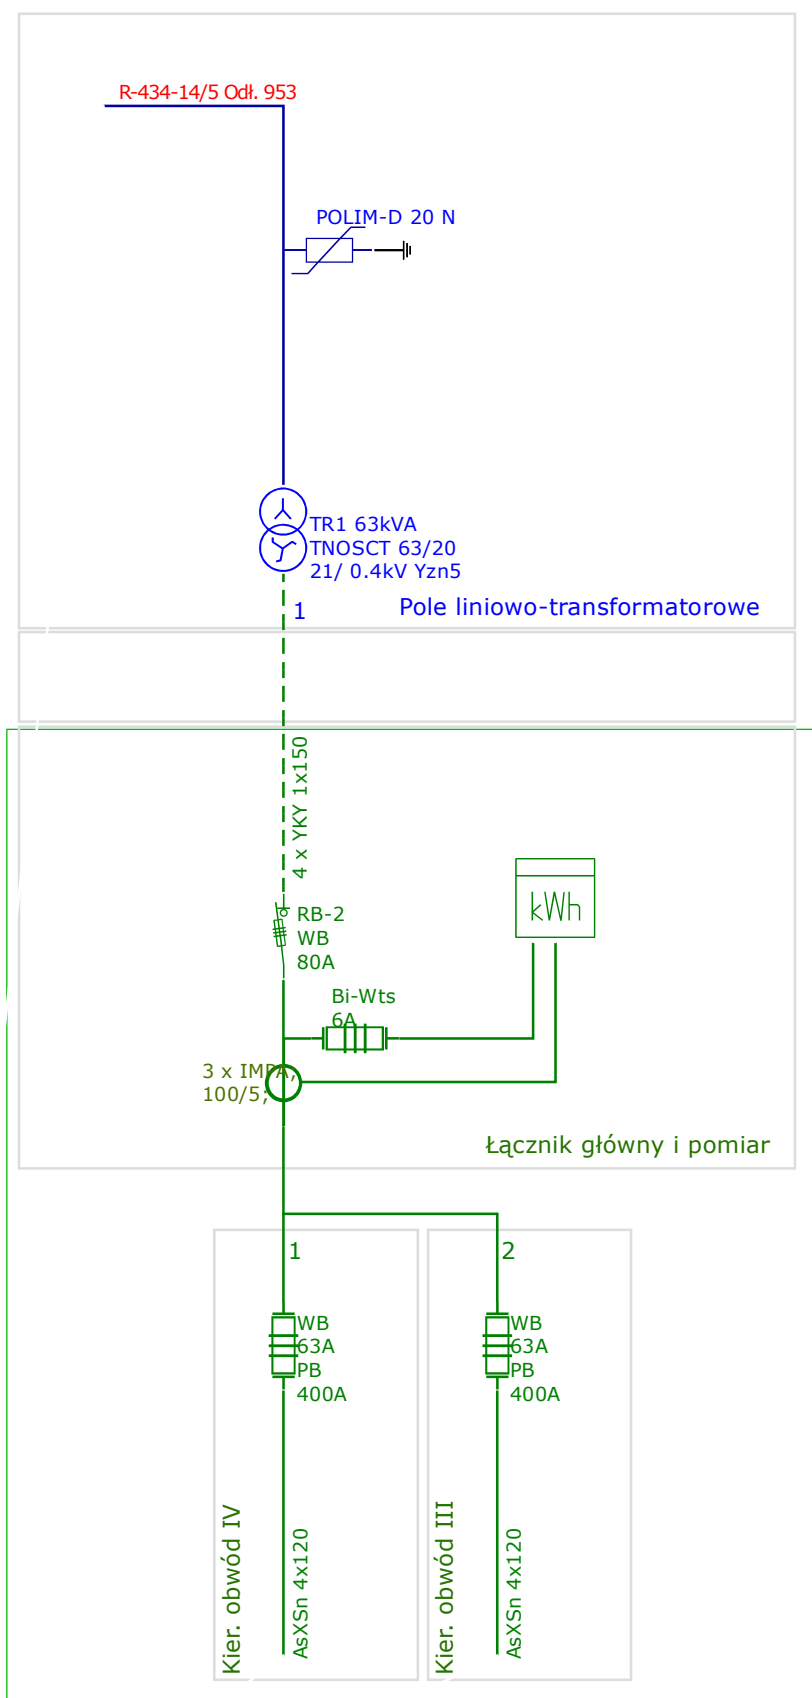 R-434-14/5 Odł. 953
POLIM-D 20 N
TR1 63kVA
TNOSCT 63/20
21/ 0.4kV Yzn5
1
Pole liniowo-transformatorowe
4 x YKY 1x150
kWh
RB-2
WB
80A
Bi-Wts
6A
3 x IMPA,
100/5;
Łącznik główny i pomiar
1
2
WB
63A
PB
400A
WB
63A
PB
400A
Kier. obwód IV
AsXSn 4x120
Kier. obwód III
AsXSn 4x120